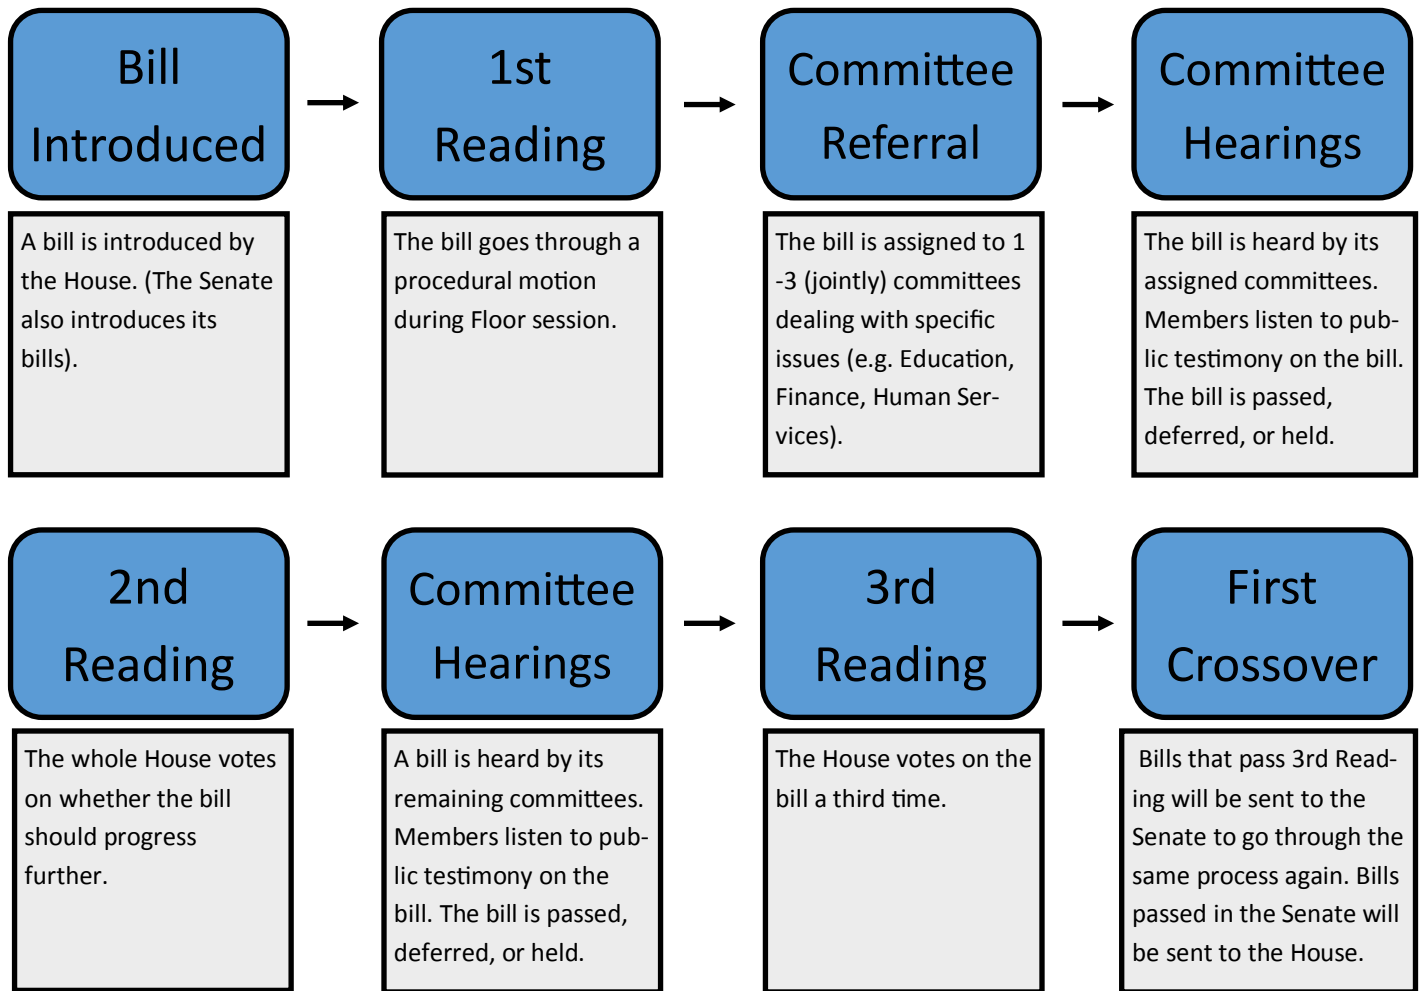 Bill
Introduced
1st
Reading
Committee
Referral
Committee
Hearings
A bill is introduced by
the House. (The Senate
also introduces its
bills).
The bill goes through a
procedural motion
during Floor session.
The bill is assigned to 1
-3 (jointly) committees
dealing with specific
issues (e.g. Education,
Finance, Human Ser-
vices).
The bill is heard by its
assigned committees.
Members listen to pub-
lic testimony on the bill.
The bill is passed,
deferred, or held.
2nd
Reading
Committee
Hearings
3rd
Reading
First
Crossover
The whole House votes
on whether the bill
should progress
further.
A bill is heard by its
remaining committees.
Members listen to pub-
lic testimony on the
bill. The bill is passed,
deferred, or held.
The House votes on the
bill a third time.
Bills that pass 3rd Read-
ing will be sent to the
Senate to go through the
same process again. Bills
passed in the Senate will
be sent to the House.